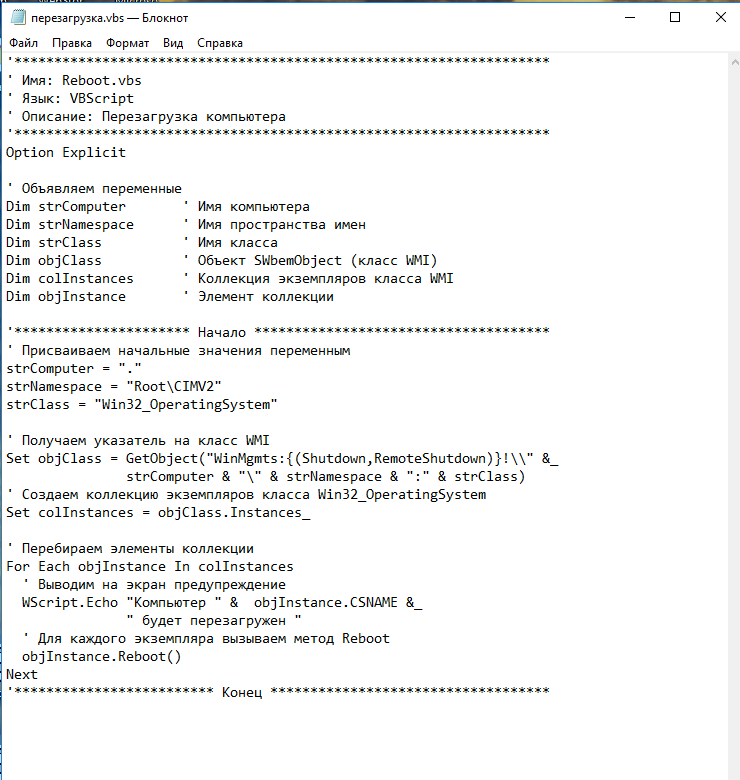 перезагрузка.vbs — Блокнот
Файл Правка Формат Вид Справка
'*******************************************************************
' Имя: Reboot.vbs
' Язык: VBScript
' Описание: Перезагрузка компьютера
'*******************************************************************
Option Explicit
' Объявляем переменные
Dim strComputer       ' Имя компьютера
Dim strNamespace      ' Имя пространства имен
Dim strClass          ' Имя класса
Dim objClass          ' Объект SWbemObject (класс WMI)
Dim colInstances      ' Коллекция экземпляров класса WMI
Dim objInstance       ' Элемент коллекции
'********************** Начало *************************************
' Присваиваем начальные значения переменным
strComputer = "."
strNamespace = "Root\CIMV2"
strClass = "Win32_OperatingSystem"
' Получаем указатель на класс WMI
Set objClass = GetObject("WinMgmts:{(Shutdown,RemoteShutdown)}!\\" &_
               strComputer & "\" & strNamespace & ":" & strClass)
' Создаем коллекцию экземпляров класса Win32_OperatingSystem
Set colInstances = objClass.Instances_
' Перебираем элементы коллекции
For Each objInstance In colInstances
  ' Выводим на экран предупреждение
  WScript.Echo "Компьютер " &  objInstance.CSNAME &_
               " будет перезагружен "
  ' Для каждого экземпляра вызываем метод Reboot
  objInstance.Reboot()
Next
'************************* Конец ***********************************